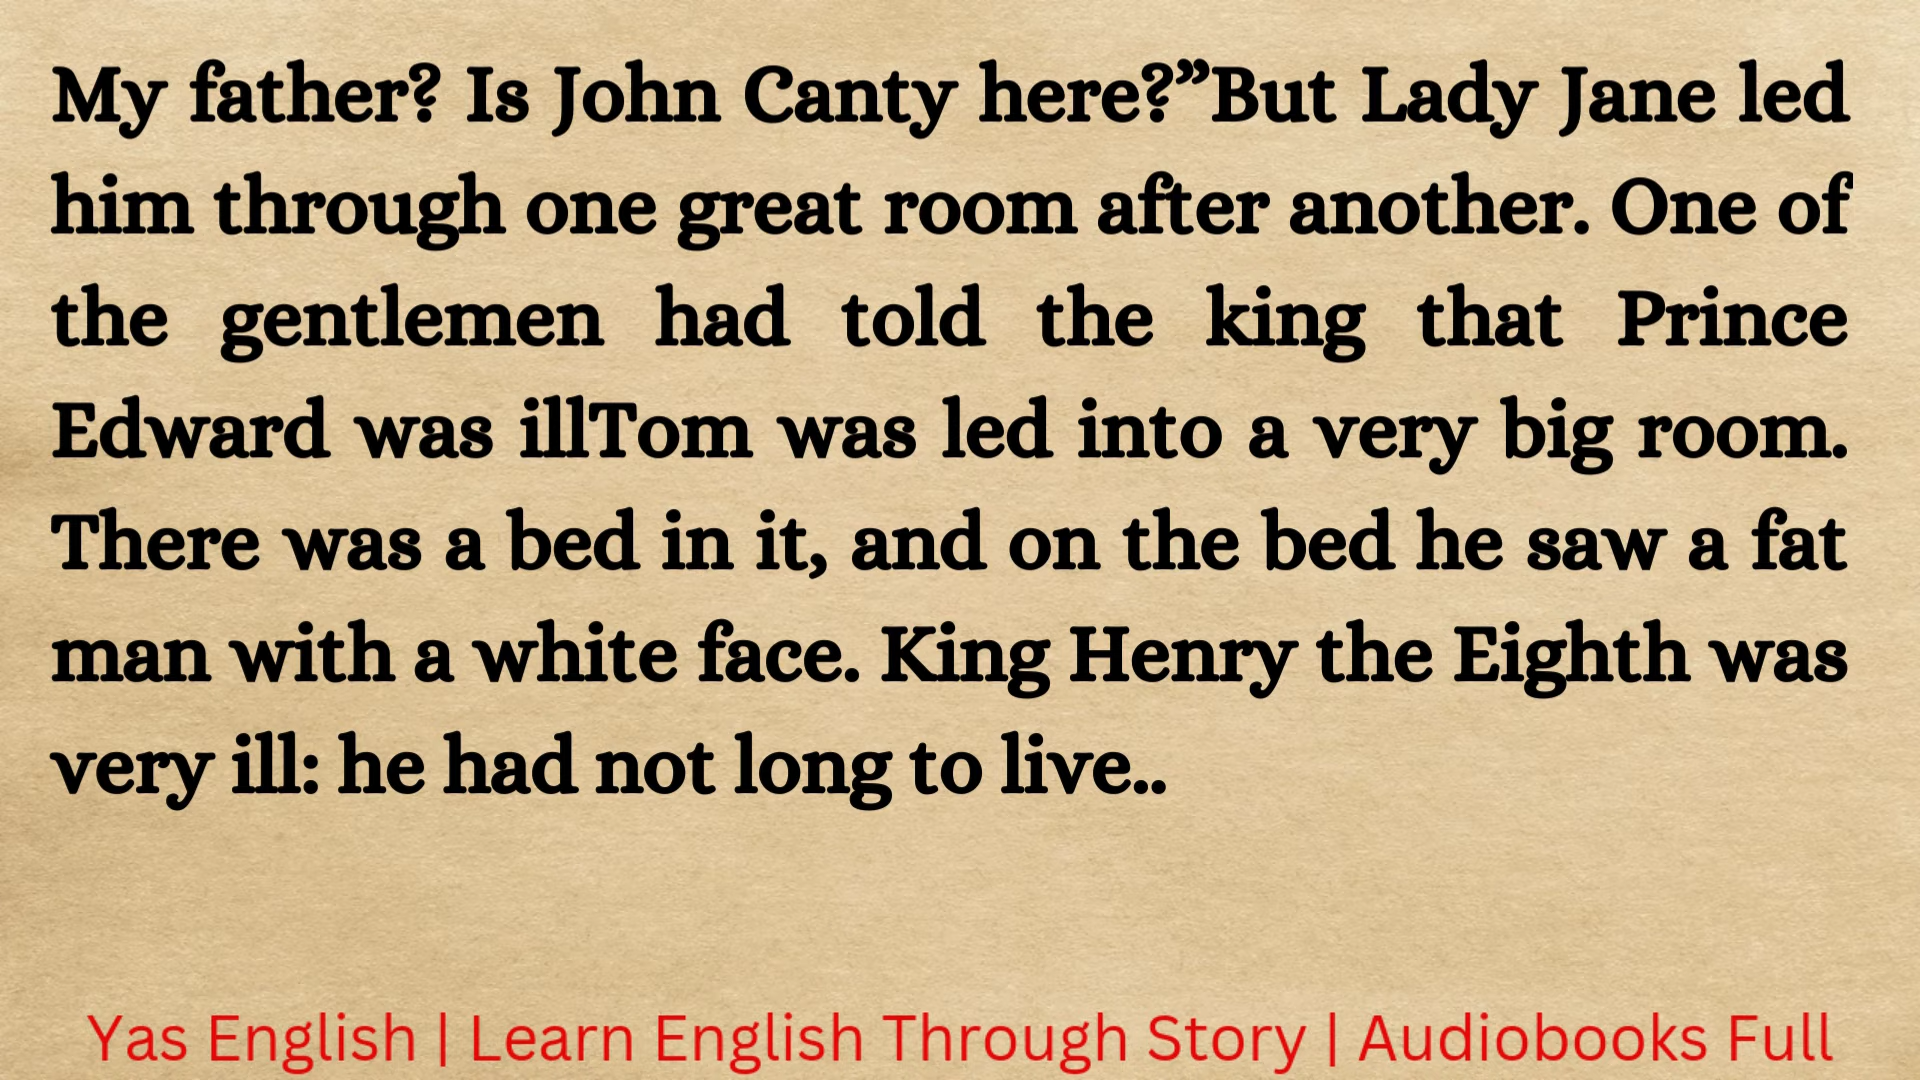 My father? Is John Canty here?”But Lady Jane led
him through one great room after another. One of
the gentlemen had told the king that Prince
Edward was illTom was led into a very big room.
There was a bed in it, and on the bed he saw a fat
man with a white face. King Henry the Eighth was
very ill: he had not long to live..
Yas English | Learn English Through Story | Audiobooks Full